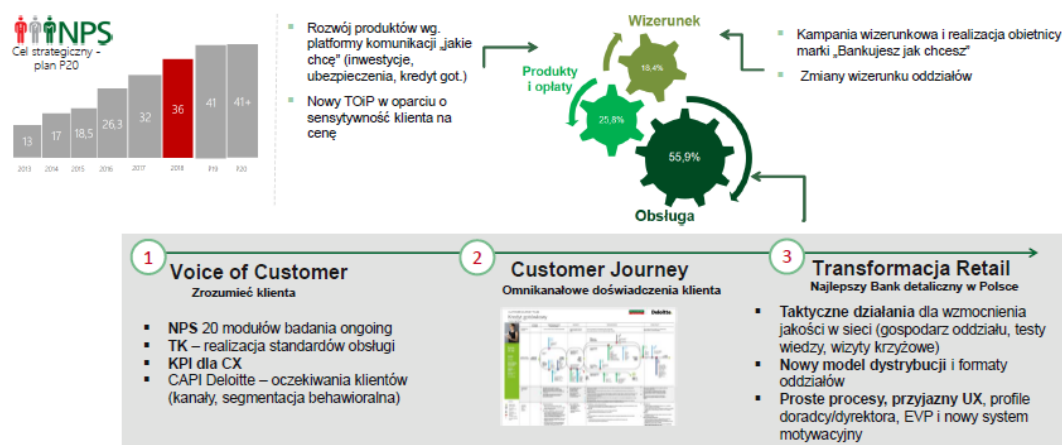 NPS
Cel strategiczny -
plan P20
13
17
18,5
26,3
32
36
41
41+
2013
2014
2015
2016
2017
2018
P19
P20
Rozwój produktów wg.
platformy komunikacji „jakie
chcę” (inwestycje,
ubezpieczenia, kredyt got.)
Nowy TOiP w oparciu o
sensytywność klienta na
cenę
Wizerunek
18,4%
Produkty
i opłaty
25,8%
55,9%
Obsługa
Kampania wizerunkowa i realizacja obietnicy
marki „Bankujesz jak chcesz”
Zmiany wizerunku oddziałów
1
Voice of Customer
Zrozumieć klienta
NPS 20 modułów badania ongoing
TK – realizacja standardów obsługi
KPI dla CX
CAPI Deloitte – oczekiwania klientów
(kanały, segmentacja behawioralna)
2
Customer Journey
Omnikanałowe doświadczenia klienta
Kredyt gotówkowy
Deloitte
3
Transformacja Retail
Najlepszy Bank detaliczny w Polsce
Taktyczne działania dla wzmocnienia
jakości w sieci (gospodarz oddziału, testy
wiedzy, wizyty krzyżowe)
Nowy model dystrybucji i formaty
oddziałów
Proste procesy, przyjazny UX, profile
doradcy/dyrektora, EVP i nowy system
motywacyjny